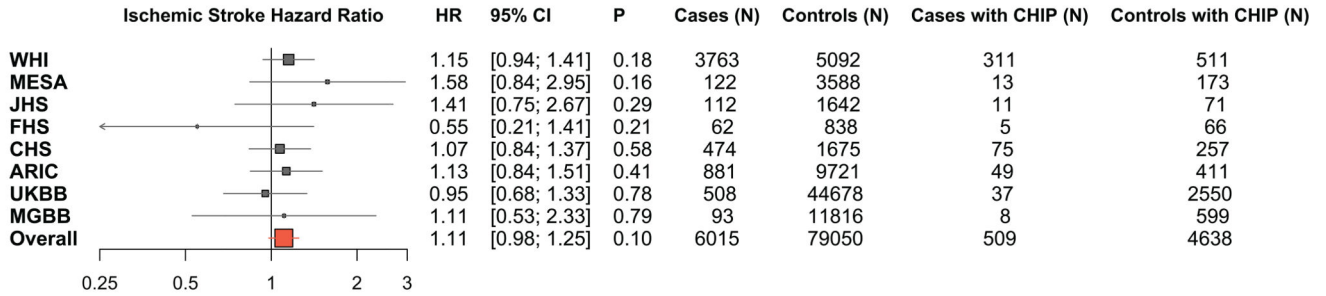 Ischemic Stroke Hazard Ratio HR 95% CI P Cases (N) Controls (N) Cases with CHIP (N) Controls with CHIP (N)
WHI 1.15 [0.94; 1.41] 0.18 3763 5092 311 511
MESA 1.58 [0.84; 2.95] 0.16 122 3588 13 173
JHS 1.41 [0.75; 2.67] 0.29 112 1642 11 71
FHS 0.55 [0.21; 1.41] 0.21 62 838 5 66
CHS 1.07 [0.84; 1.37] 0.58 474 1675 75 257
ARIC 1.13 [0.84; 1.51] 0.41 881 9721 49 411
UKBB 0.95 [0.68; 1.33] 0.78 508 44678 37 2550
MGBB 1.11 [0.53; 2.33] 0.79 93 11816 8 599
Overall 1.11 [0.98; 1.25] 0.10 6015 79050 509 4638
0.25 0.5 1 2 3